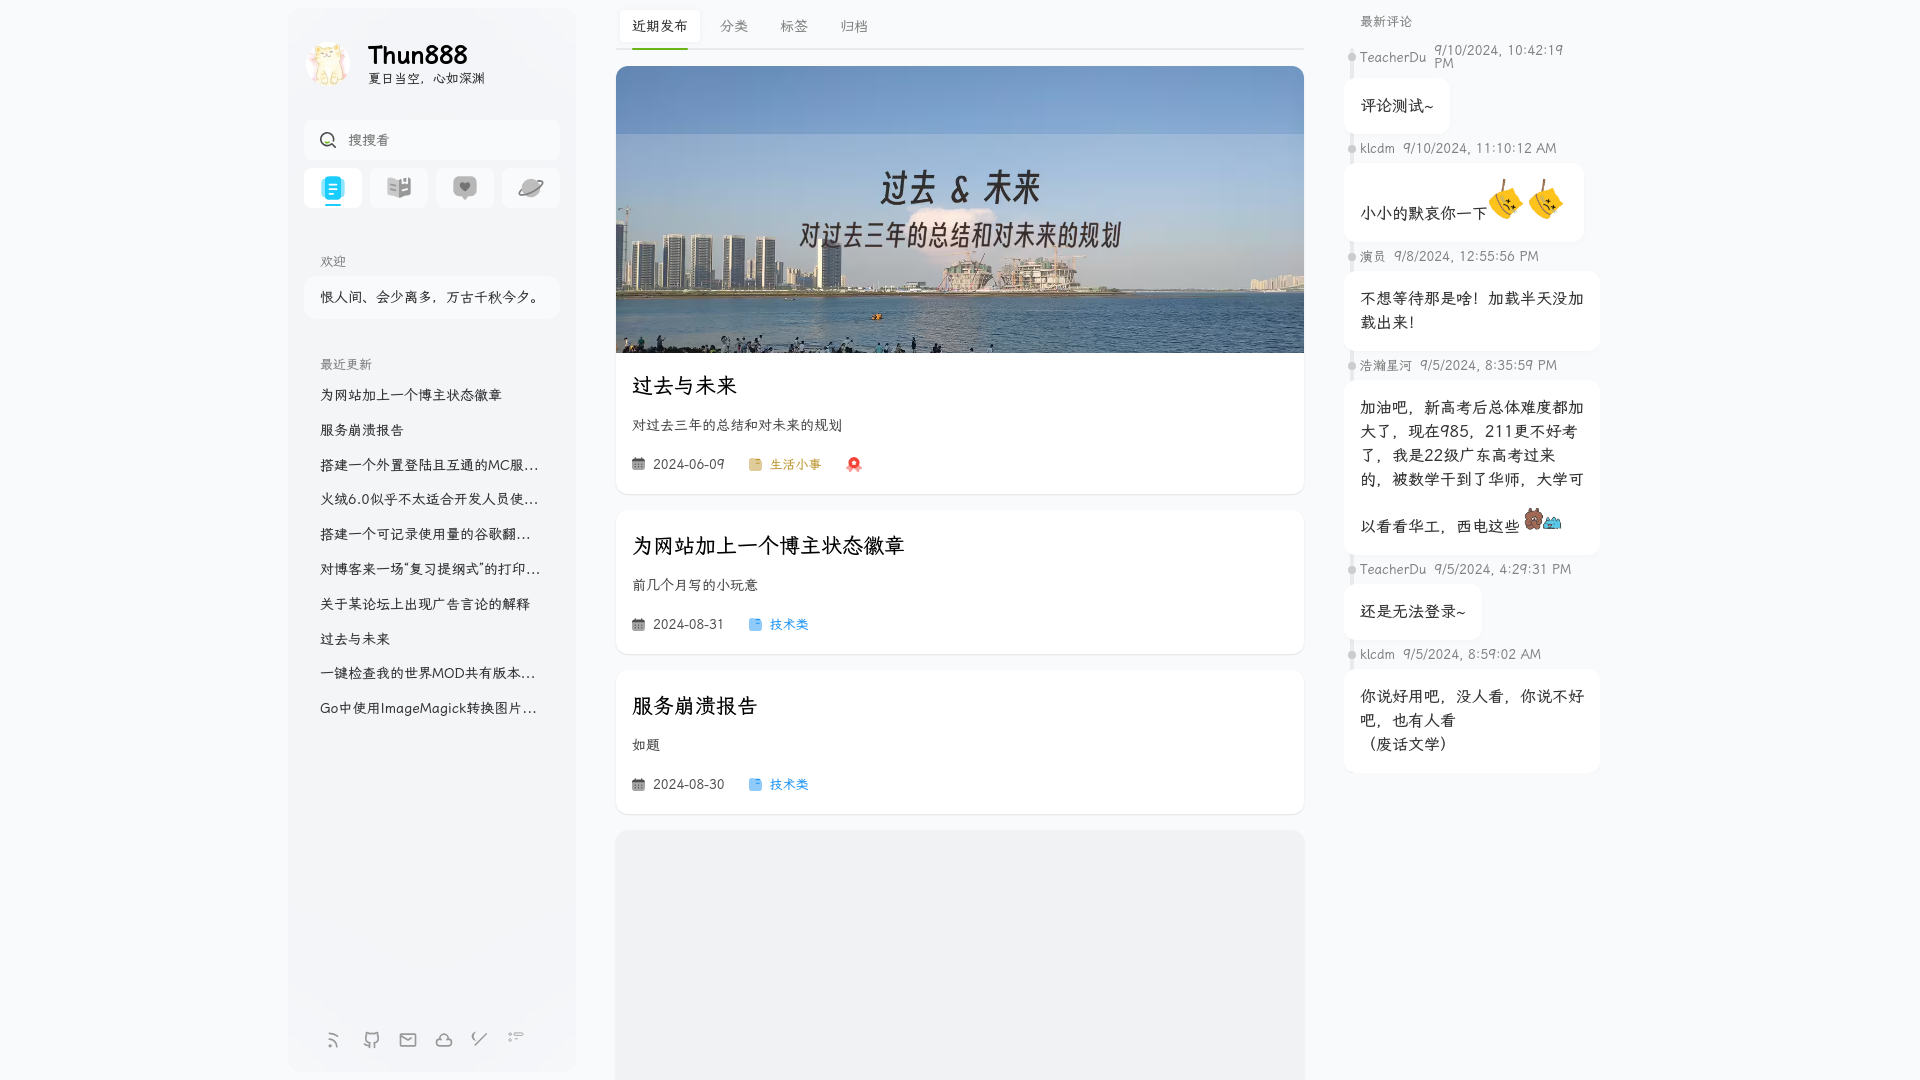 Thun888
夏日当空，心如深渊
搜搜看
欢迎
恨人间、会少离多，万古千秋今夕。
最近更新
为网站加上一个博主状态徽章
服务崩溃报告
搭建一个外置登陆且互通的MC服...
火绒6.0似乎不太适合开发人员使...
搭建一个可记录使用量的谷歌翻...
对博客来一场“复习提纲式”的打印...
关于某论坛上出现广告言论的解释
过去与未来
一键检查我的世界MOD共有版本...
Go中使用ImageMagick转换图片...
近期发布 分类 标签 归档
过去 & 未来
对过去三年的总结和对未来的规划
过去与未来
对过去三年的总结和对未来的规划
2024-06-09 生活小事
为网站加上一个博主状态徽章
前几个月写的小玩意
2024-08-31 技术类
服务崩溃报告
如题
2024-08-30 技术类
最新评论
TeacherDu 9/10/2024, 10:42:19
PM
评论测试~
klcdm 9/10/2024, 11:10:12 AM
小小的默哀你一下
演员 9/8/2024, 12:55:56 PM
不想等待那是啥！加载半天没加
载出来！
浩瀚星河 9/5/2024, 8:35:59 PM
加油吧，新高考后总体难度都加
大了，现在985，211更不好考
了，我是22级广东高考过来
的，被数学干到了华师，大学可
以看看华工，西电这些
TeacherDu 9/5/2024, 4:29:31 PM
还是无法登录~
klcdm 9/5/2024, 8:59:02 AM
你说好用吧，没人看，你说不好
吧，也有人看
（废话文学）